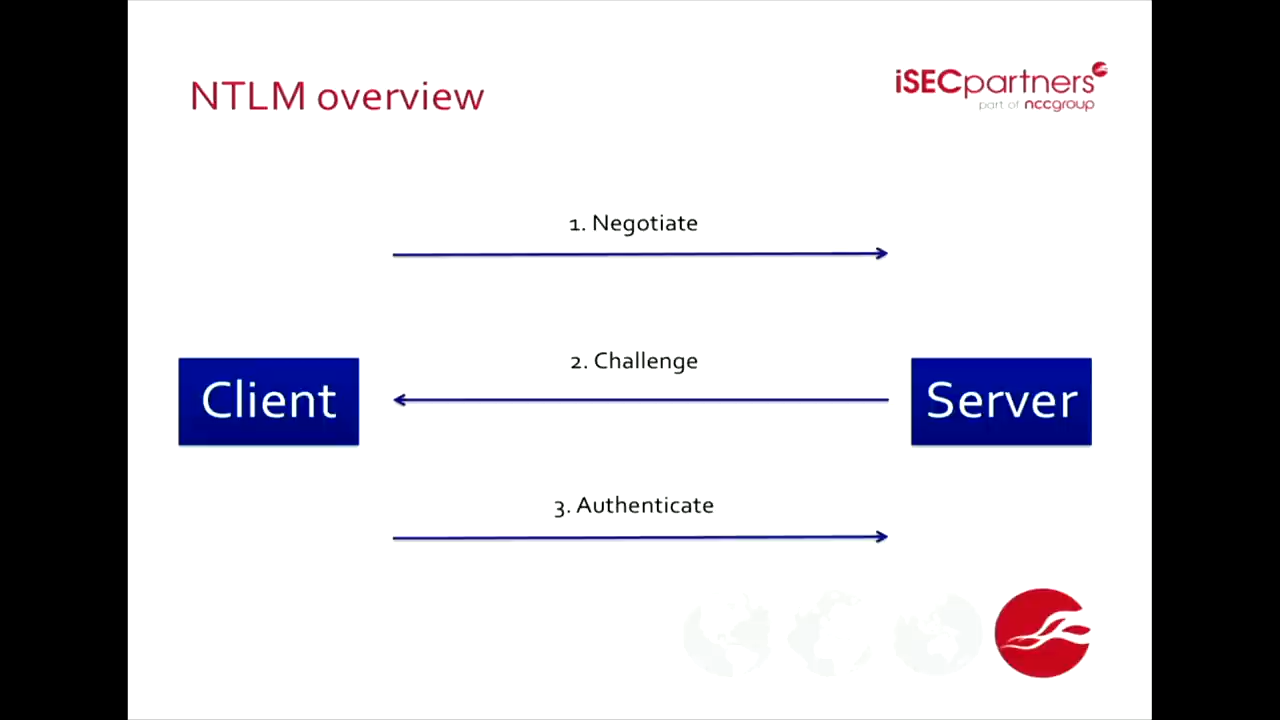 NTLM overview
iSECpartners
part of nccgroup
1. Negotiate
2. Challenge
Client
Server
3. Authenticate